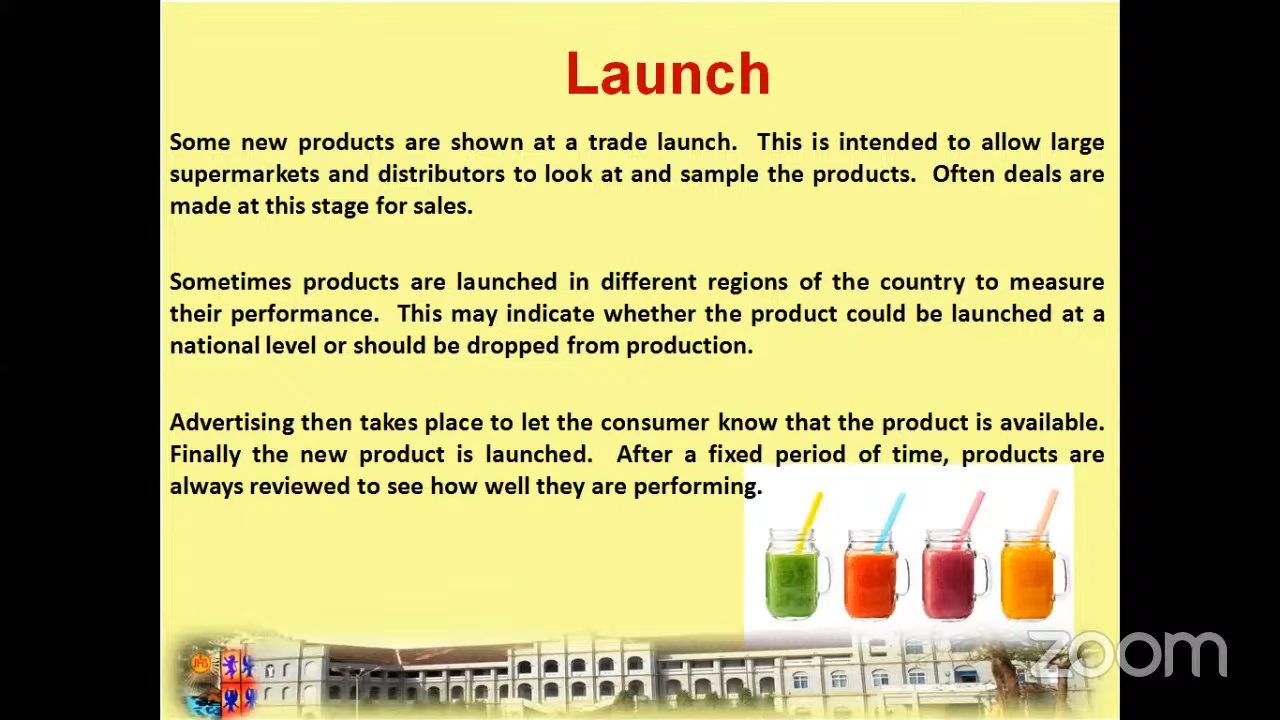 Launch
Some new products are shown at a trade launch. This is intended to allow large
supermarkets and distributors to look at and sample the products. Often deals are
made at this stage for sales.
Sometimes products are launched in different regions of the country to measure
their performance. This may indicate whether the product could be launched at a
national level or should be dropped from production.
Advertising then takes place to let the consumer know that the product is available.
Finally the new product is launched. After a fixed period of time, products are
always reviewed to see how well they are performing.
IHS
zoom